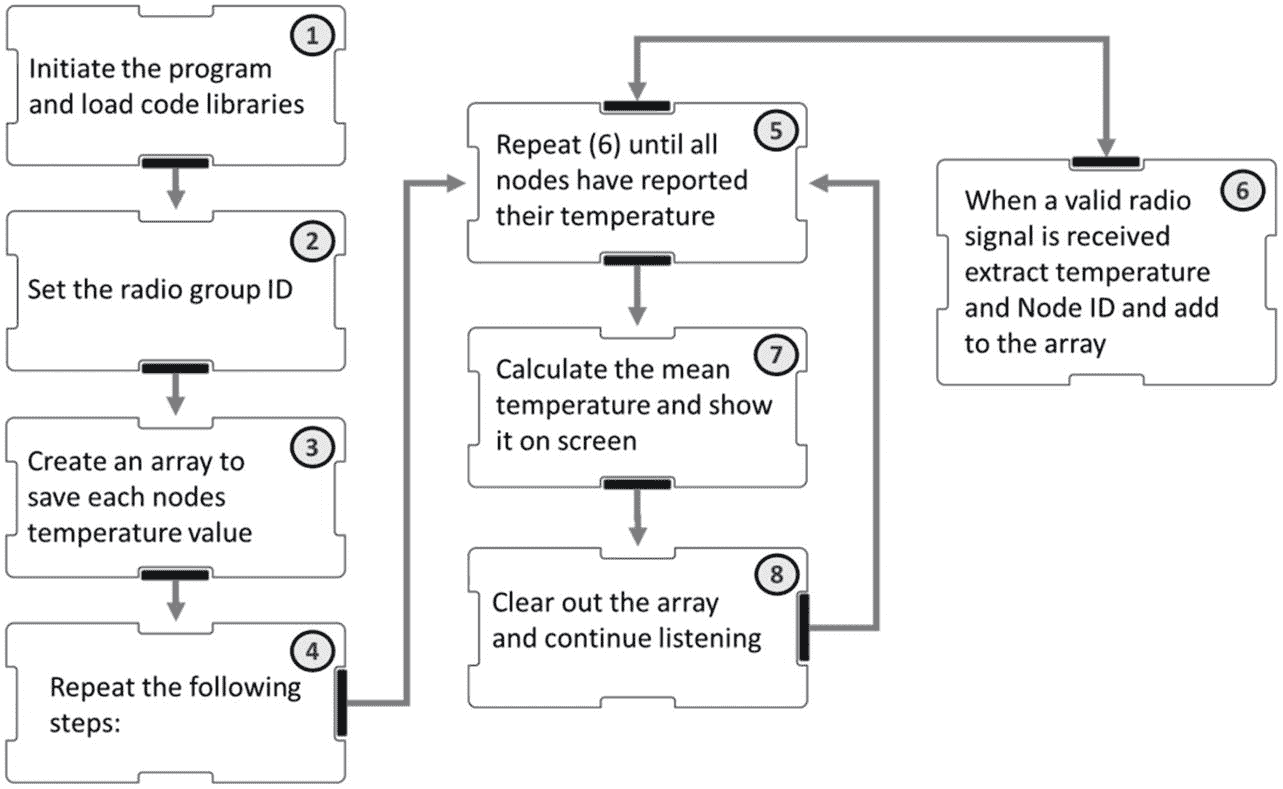 1
Initiate the program
and load code libraries
2
Set the radio group ID
3
Create an array to
save each nodes
temperature value
4
Repeat the following
steps:
5
Repeat (6) until all
nodes have reported
their temperature
6
When a valid radio
signal is received
extract temperature
and Node ID and add
to the array
7
Calculate the mean
temperature and show
it on screen
8
Clear out the array
and continue listening